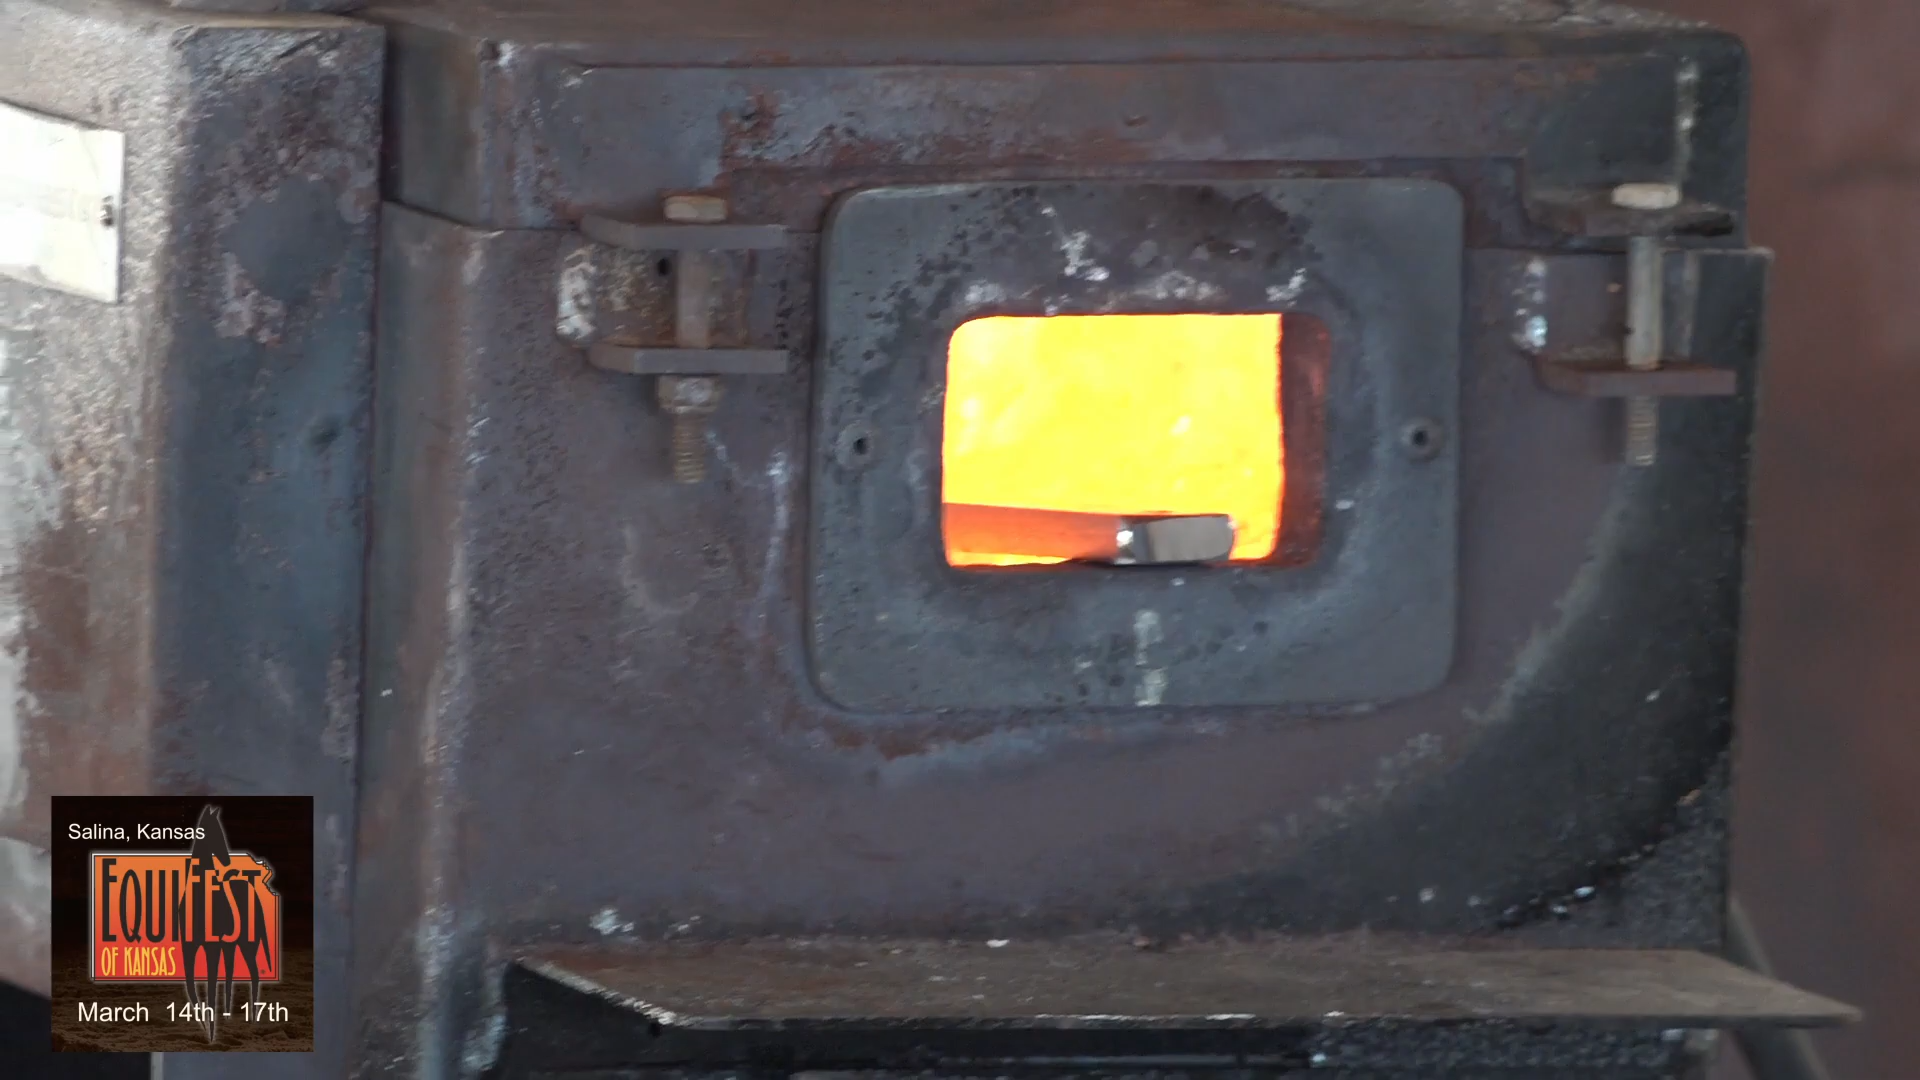 Salina, Kansas
EQUIFEST
OF KANSAS
March 14th - 17th